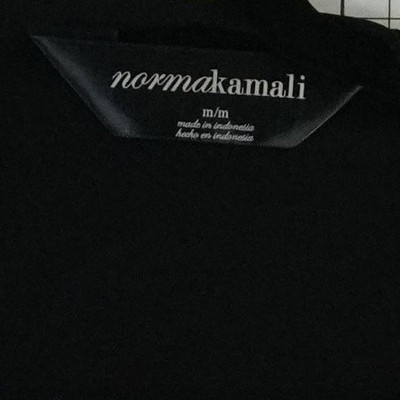 normakamali
m/m
made in indonesia
hecho en indonesia